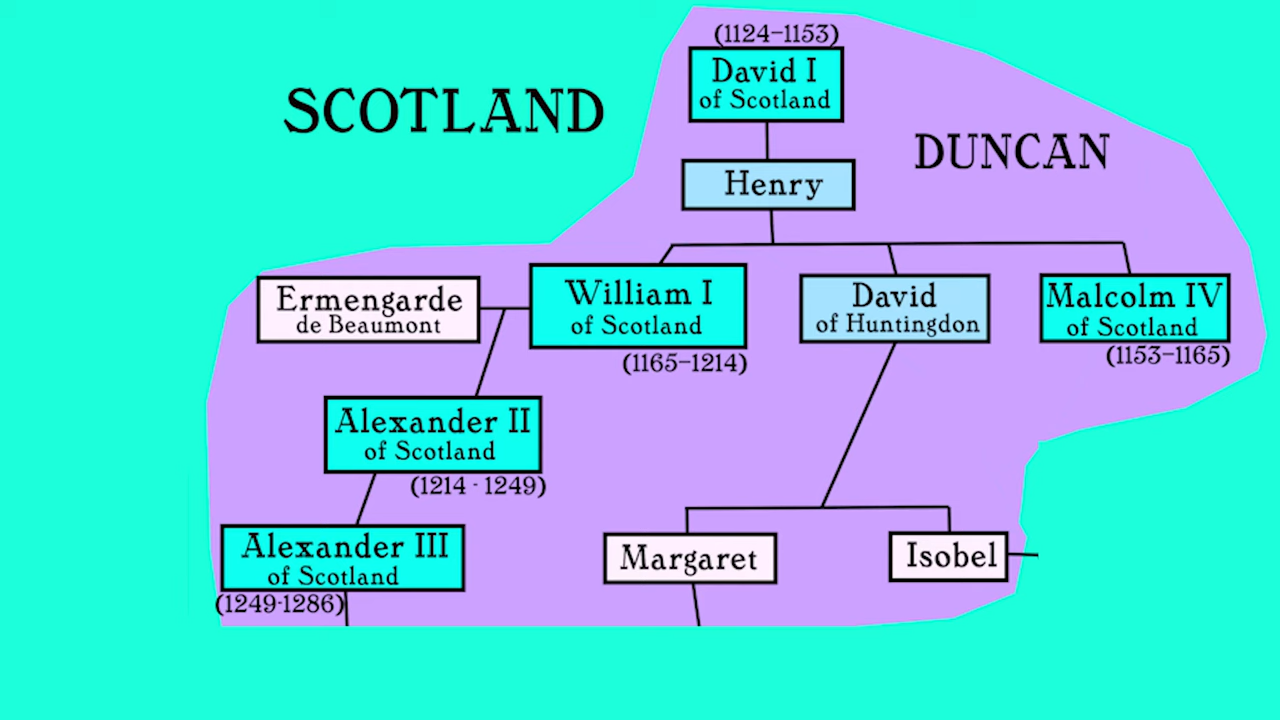 (1124–1153)
David I
of Scotland
SCOTLAND
DUNCAN
Henry
Ermengarde
de Beaumont
William I
of Scotland
(1165–1214)
David
of Huntingdon
Malcolm IV
of Scotland
(1153–1165)
Alexander II
of Scotland
(1214 - 1249)
Alexander III
of Scotland
(1249-1286)
Margaret
Isobel